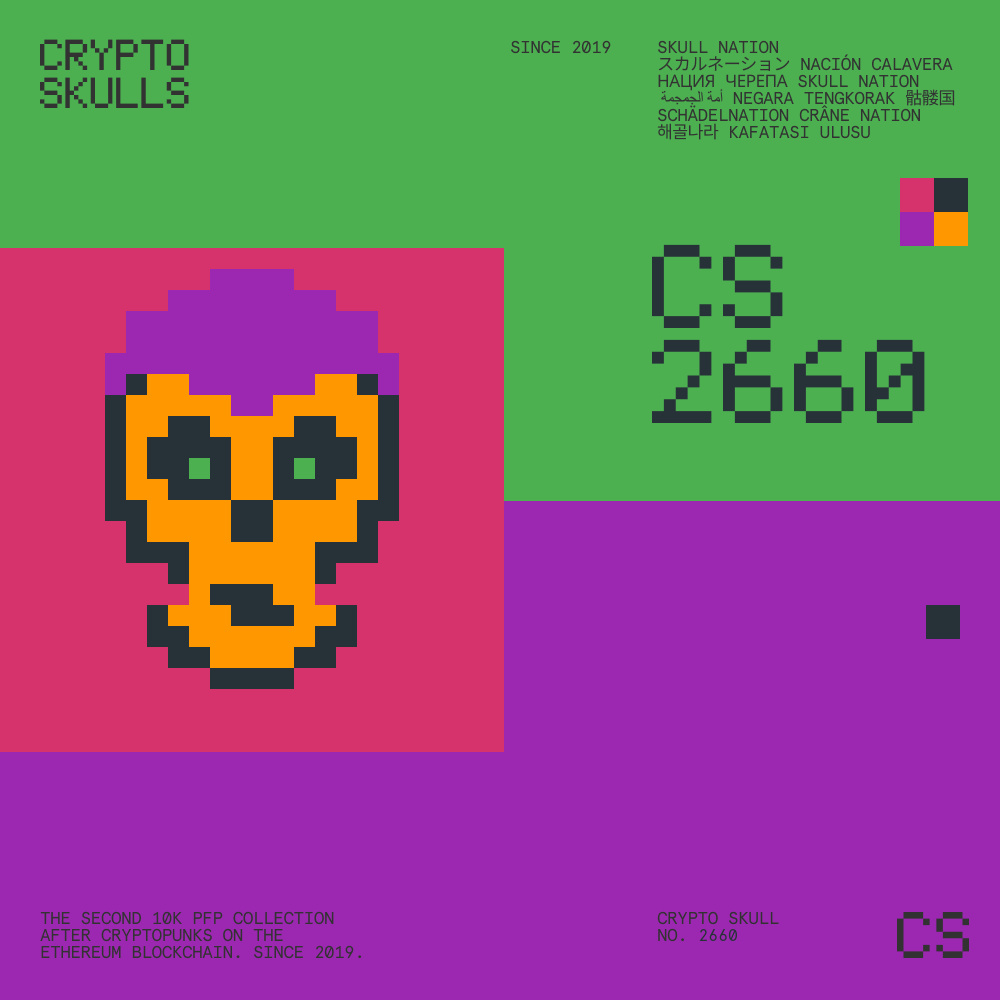 CRYPTO
SKULLS
SINCE 2019
SKULL NATION
スカルネーション NACIÓN CALAVERA
НАЦИЯ ЧЕРЕПА SKULL NATION
أمة الجمجمة NEGARA TENGKORAK 骷髏国
SCHÄDELNATION CRÂNE NATION
해골나라 KAFATASI ULUSU
CS
2660
THE SECOND 10K PFP COLLECTION
AFTER CRYPTOPUNKS ON THE
ETHEREUM BLOCKCHAIN. SINCE 2019.
CRYPTO SKULL
NO. 2660
CS